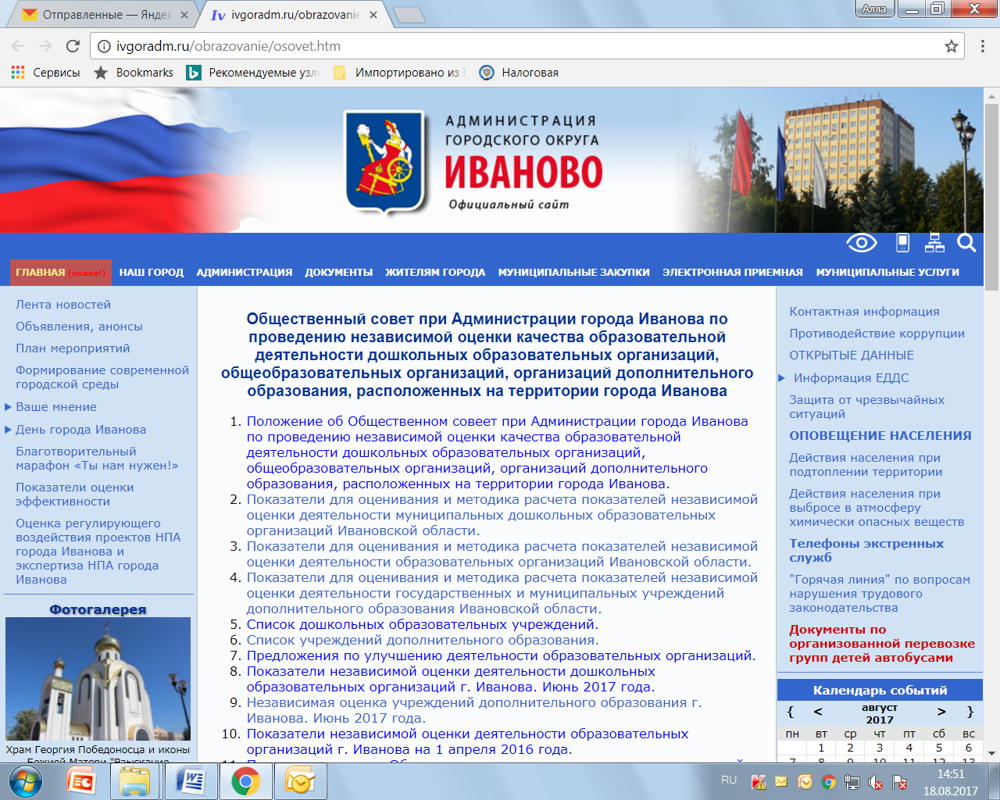 Отправленные — Яндек
ivgoradm.ru/obrazovanie
Алла
ivgoradm.ru/obrazovanie/osovet.htm
Сервисы
Bookmarks
Рекомендуемые узл
Импортировано из I
Налоговая
АДМИНИСТРАЦИЯ
ГОРОДСКОГО ОКРУГА
ИВАНОВО
Официальный сайт
ГЛАВНАЯ (новое!) НАШ ГОРОД АДМИНИСТРАЦИЯ ДОКУМЕНТЫ ЖИТЕЛЯМ ГОРОДА МУНИЦИПАЛЬНЫЕ ЗАКУПКИ ЭЛЕКТРОННАЯ ПРИЕМНАЯ МУНИЦИПАЛЬНЫЕ УСЛУГИ
Лента новостей
Объявления, анонсы
План мероприятий
Формирование современной
городской среды
Ваше мнение
День города Иванова
Благотворительный
марафон «Ты нам нужен!»
Показатели оценки
эффективности
Оценка регулирующего
воздействия проектов НПА
города Иванова и
экспертиза НПА города
Иванова
Фотогалерея
Храм Георгия Победоносца и иконы
Божией Матери "Взыскание
Общественный совет при Администрации города Иванова по
проведению независимой оценки качества образовательной
деятельности дошкольных образовательных организаций,
общеобразовательных организаций, организаций дополнительного
образования, расположенных на территории города Иванова
1. Положение об Общественном совеет при Администрации города Иванова
по проведению независимой оценки качества образовательной
деятельности дошкольных образовательных организаций,
общеобразовательных организаций, организаций дополнительного
образования, расположенных на территории города Иванова.
2. Показатели для оценивания и методика расчета показателей независимой
оценки деятельности муниципальных дошкольных образовательных
организаций Ивановской области.
3. Показатели для оценивания и методика расчета показателей независимой
оценки деятельности образовательных организаций Ивановской области.
4. Показатели для оценивания и методика расчета показателей независимой
оценки деятельности государственных и муниципальных учреждений
дополнительного образования Ивановской области.
5. Список дошкольных образовательных учреждений.
6. Список учреждений дополнительного образования.
7. Предложения по улучшению деятельности образовательных организаций.
8. Показатели независимой оценки деятельности дошкольных
образовательных организаций г. Иванова. Июнь 2017 года.
9. Независимая оценка учреждений дополнительного образования г.
Иванова. Июнь 2017 года.
10. Показатели независимой оценки деятельности образовательных
организаций г. Иванова на 1 апреля 2016 года.
Контактная информация
Противодействие коррупции
ОТКРЫТЫЕ ДАННЫЕ
Информация ЕДДС
Защита от чрезвычайных
ситуаций
ОПОВЕЩЕНИЕ НАСЕЛЕНИЯ
Действия населения при
подтоплении территории
Действия населения при
выбросе в атмосферу
химически опасных веществ
Телефоны экстренных
служб
"Горячая линия" по вопросам
нарушения трудового
законодательства
Документы по
организованной перевозке
групп детей автобусами
Календарь событий
{ < август > }
2017
пн вт ср чт пт сб вс
1 2 3 4 5 6
7 8 9 10 11 12 13
RU
14:51
18.08.2017